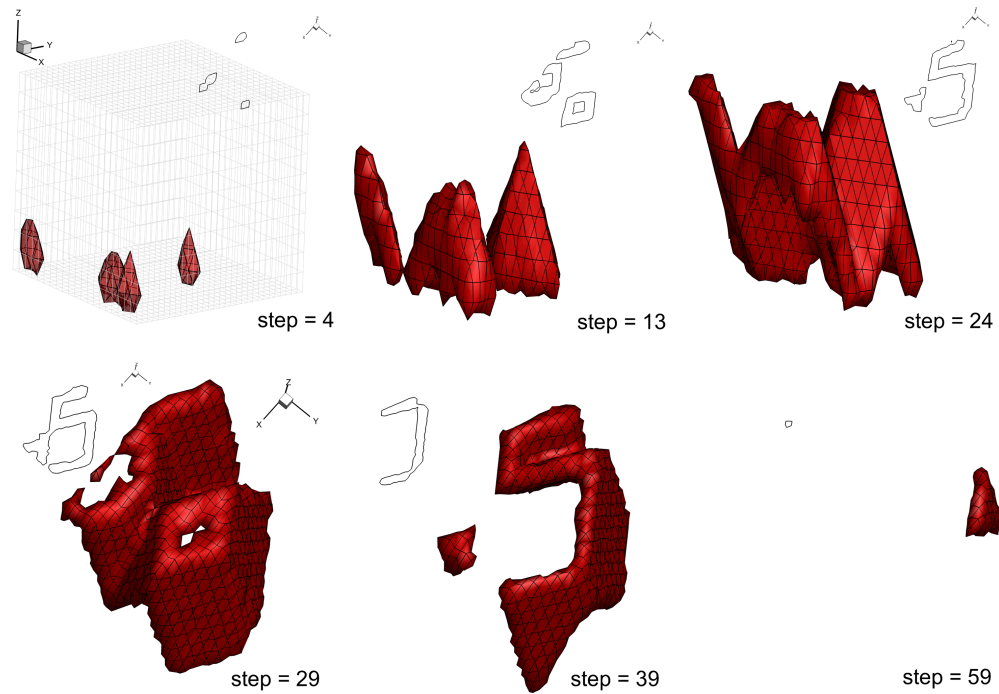 Z
Y
X
step = 4
step = 13
step = 24
Z
X
Y
step = 29
step = 39
step = 59